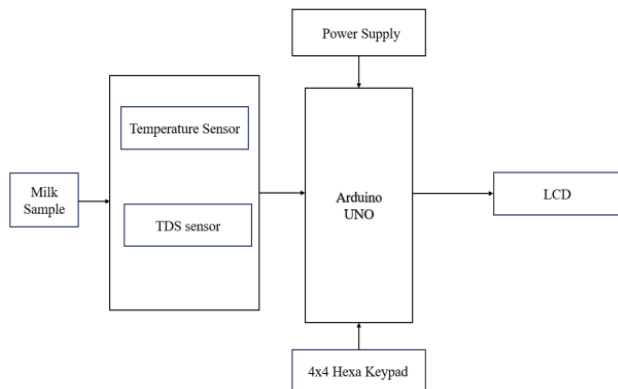 Power Supply
Temperature Sensor
Milk
Sample
TDS sensor
Arduino
UNO
LCD
4x4 Hexa Keypad